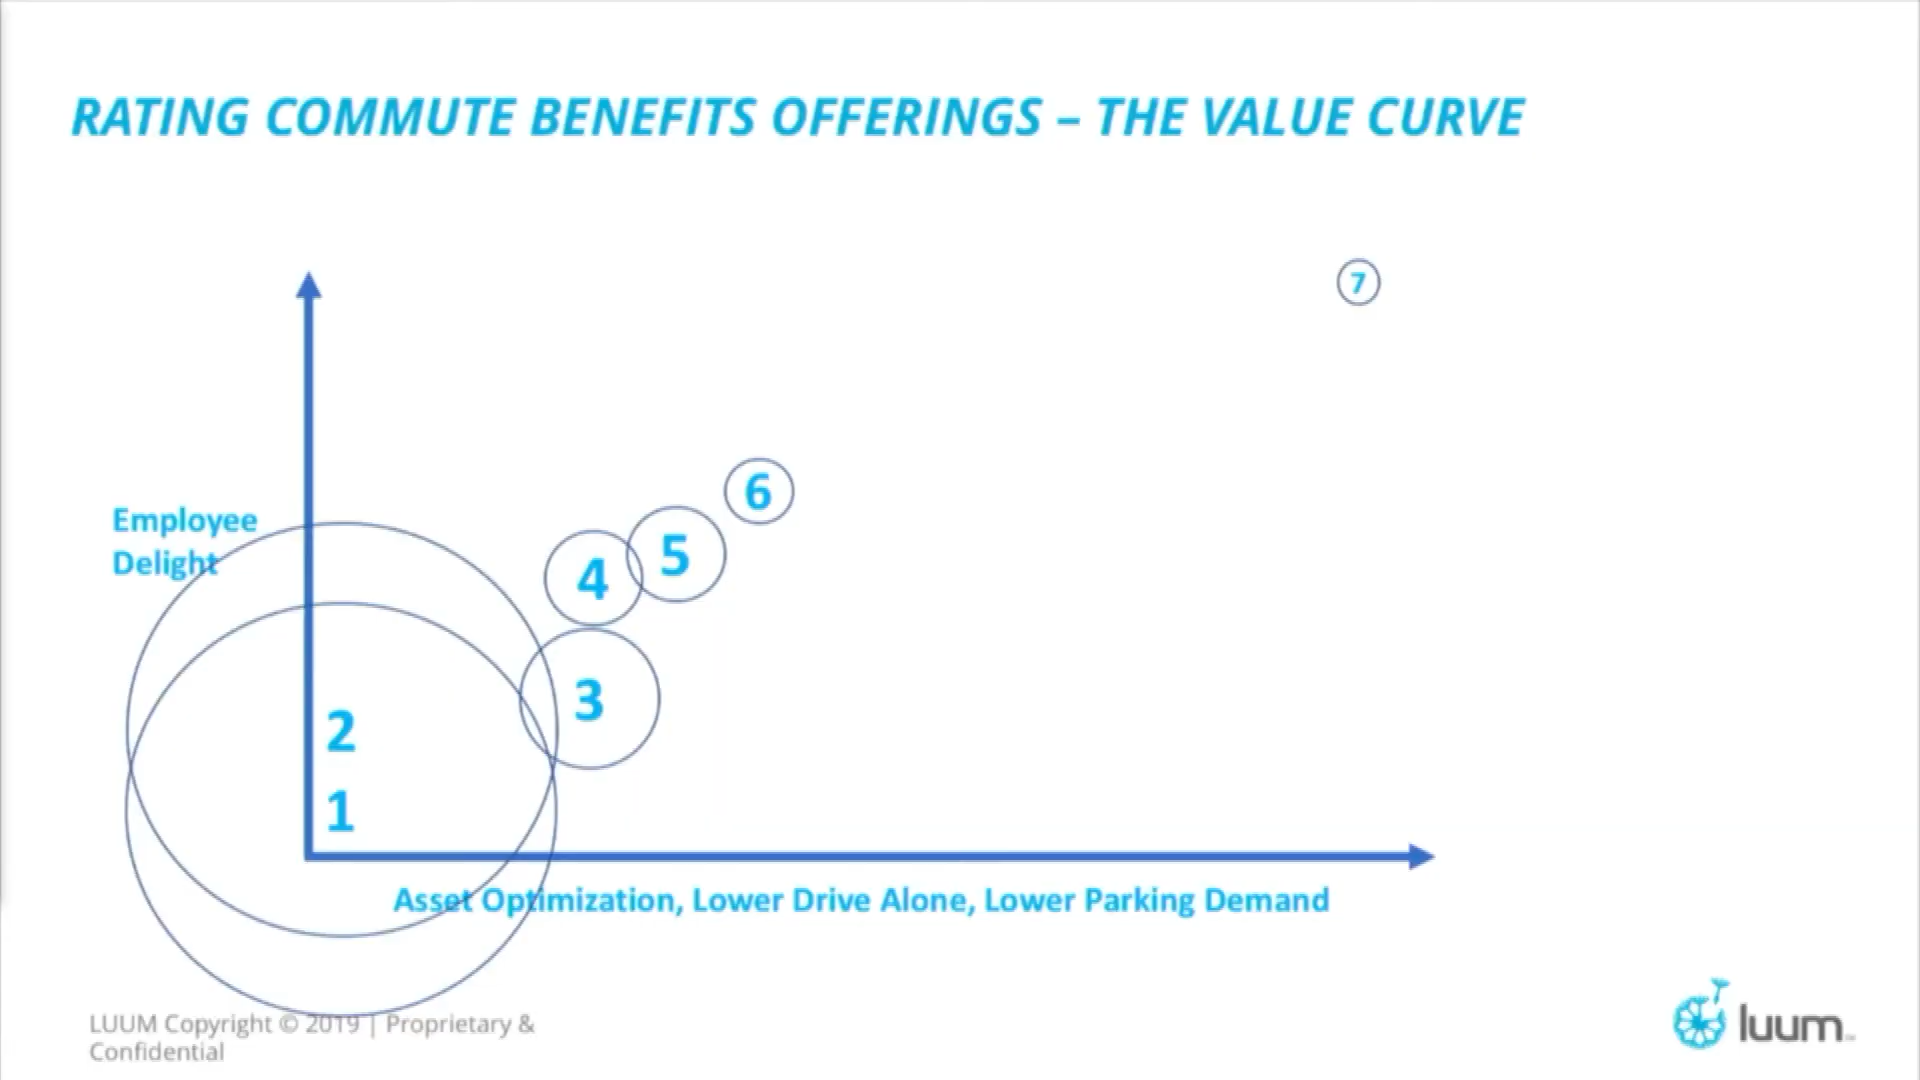 RATING COMMUTE BENEFITS OFFERINGS – THE VALUE CURVE
7
6
Employee
Delight
5
4
3
2
1
Asset Optimization, Lower Drive Alone, Lower Parking Demand
LUUM Copyright © 2019 | Proprietary &
Confidential
luum